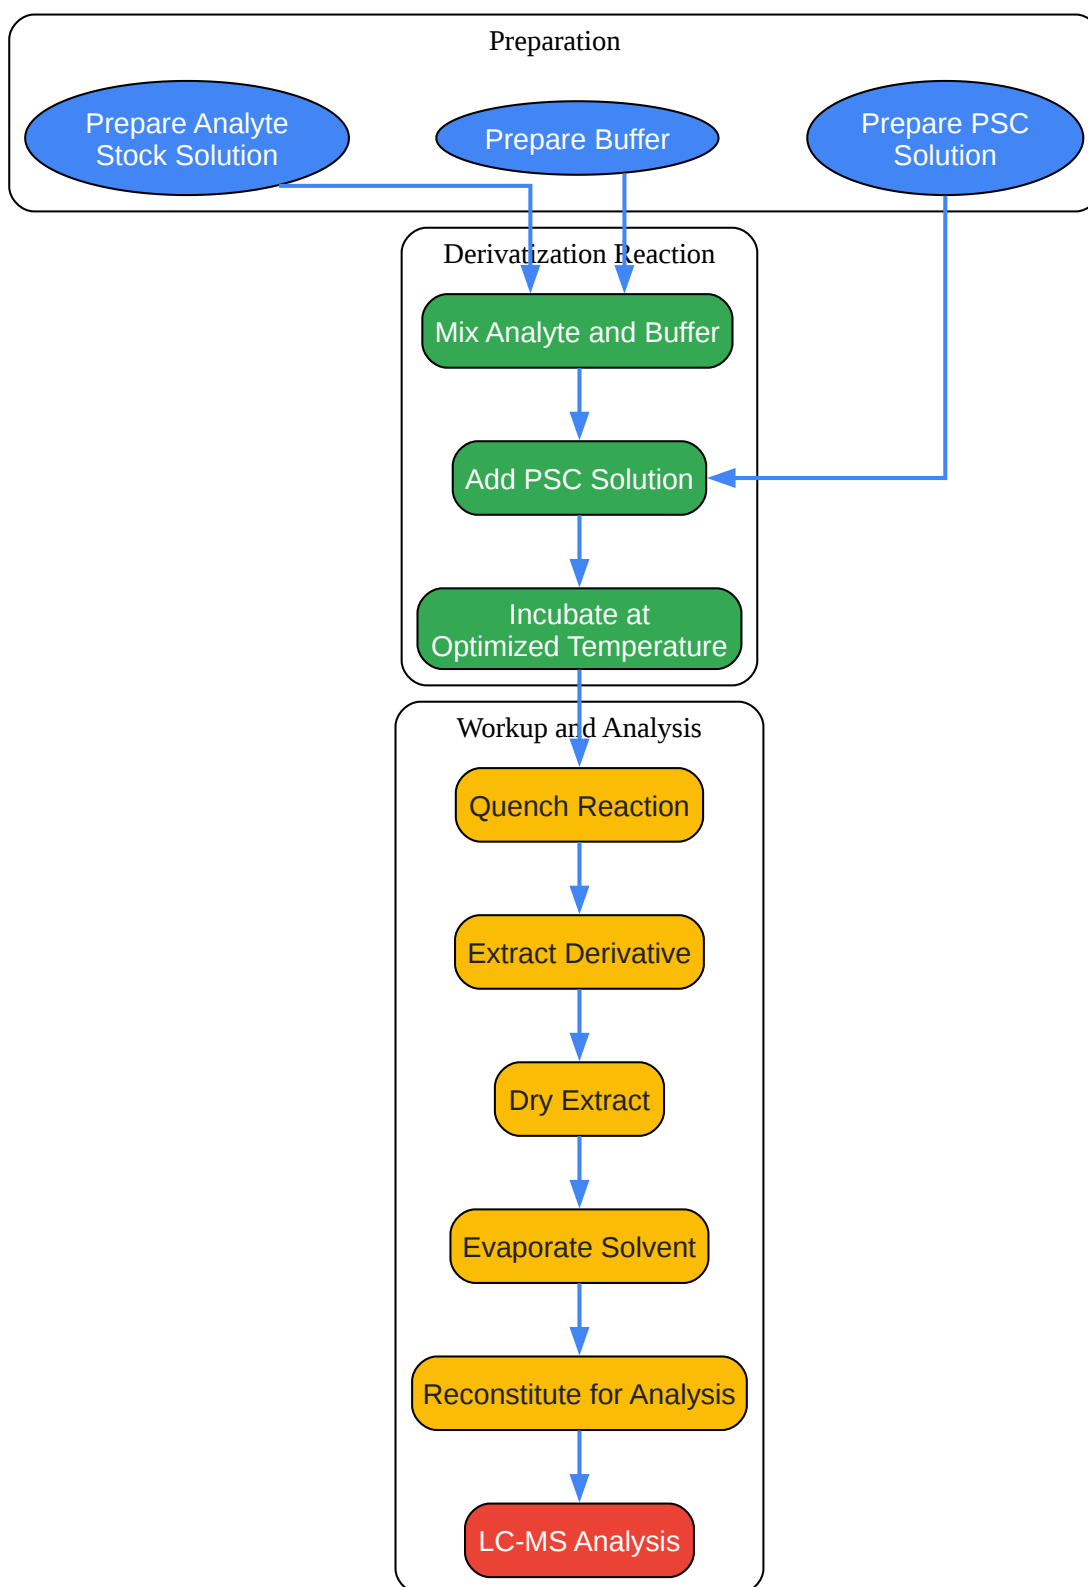 Preparation
Prepare Analyte
Stock Solution
Prepare Buffer
Prepare PSC
Solution
Derivatization Reaction
Mix Analyte and Buffer
Add PSC Solution
Incubate at
Optimized Temperature
Workup and Analysis
Quench Reaction
Extract Derivative
Dry Extract
Evaporate Solvent
Reconstitute for Analysis
LC-MS Analysis